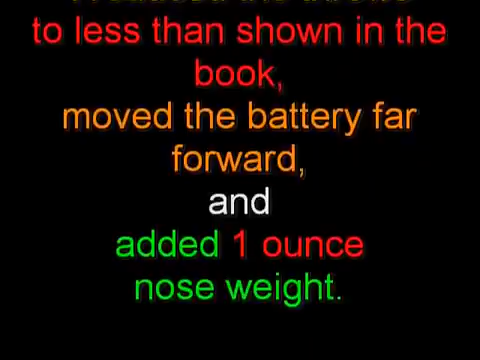 to less than shown in the
book,
moved the battery far
forward,
and
added 1 ounce
nose weight.